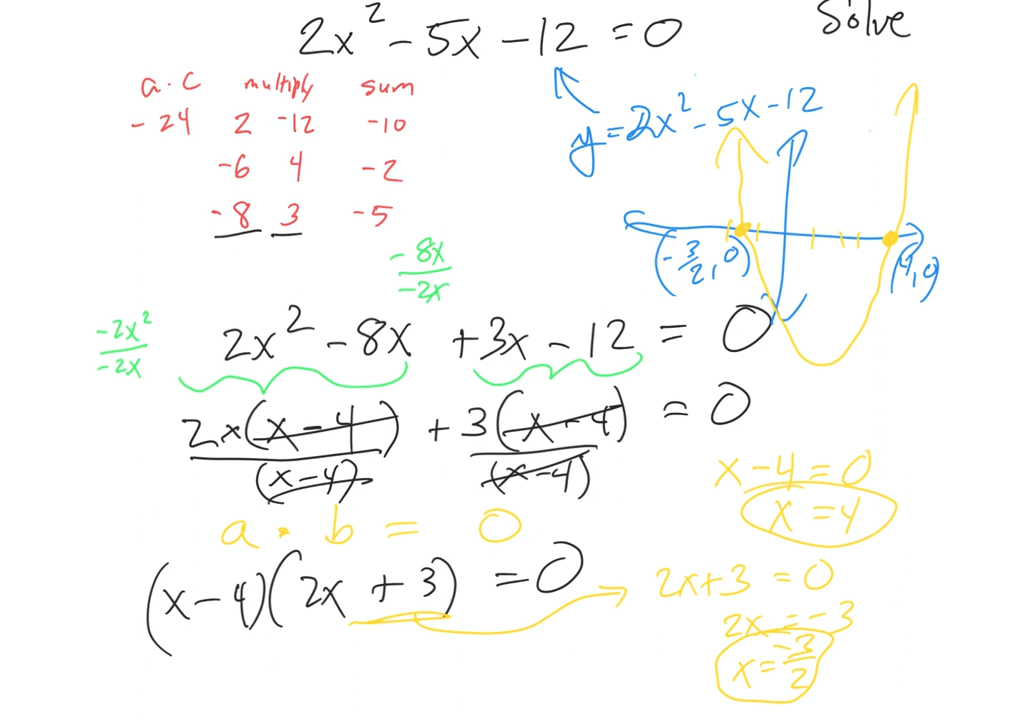 2x² - 5x - 12 = 0 Solve
a · c multiply sum
-24 2 -12 -10
-6 4 -2
-8 3 -5
y = 2x² - 5x - 12
(-3/2, 0) (4, 0)
-8x/-2x
-2x²/-2x
2x² - 8x + 3x - 12 = 0
2x(x - 4)/(x - 4) + 3(x - 4)/(x - 4) = 0
a · b = 0
(x - 4)(2x + 3) = 0
x - 4 = 0
x = 4
2x + 3 = 0
2x = -3
x = -3/2